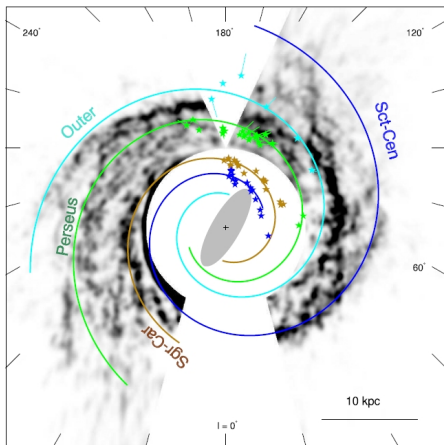 240°
180°
120°
Outer
Sct-Cen
Perseus
60°
Sgr-Car
10 kpc
l = 0°